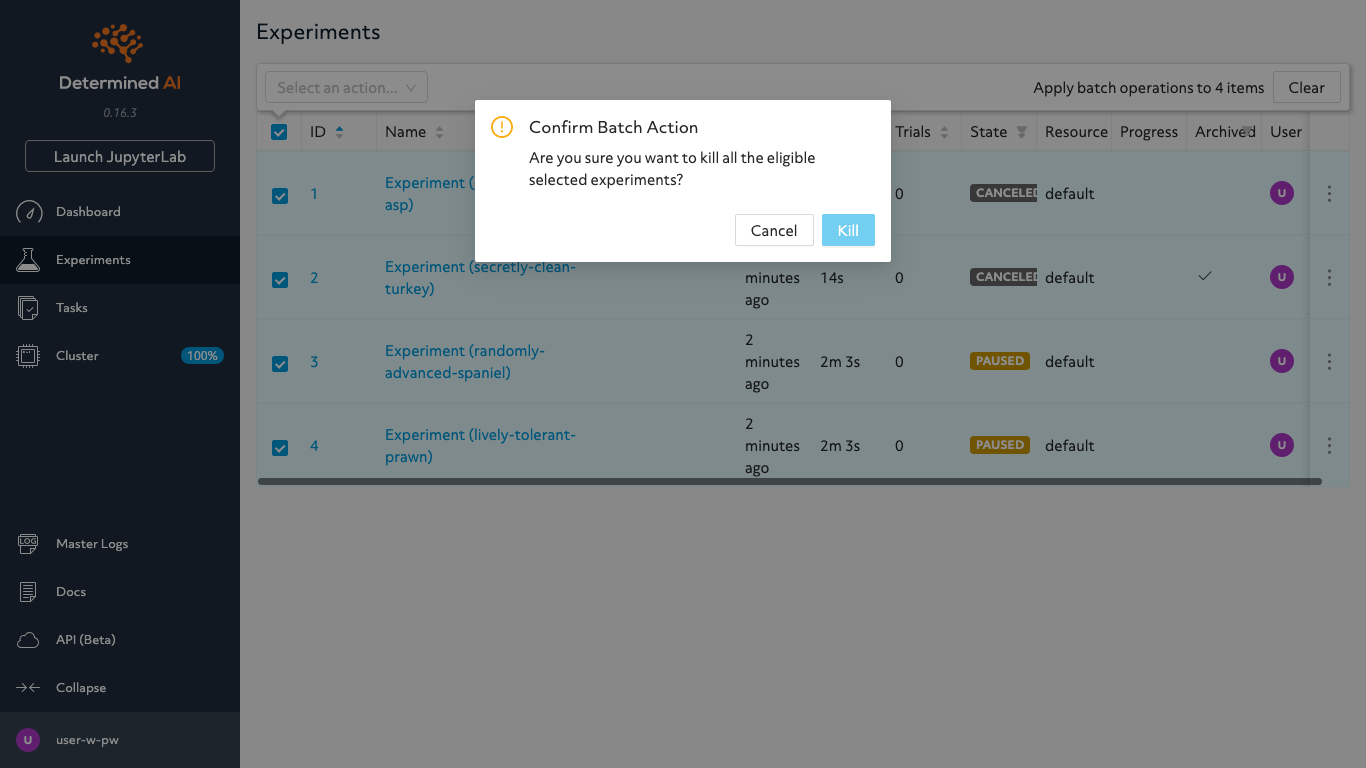 Determined AI
0.16.3
Launch JupyterLab
Dashboard
Experiments
Tasks
Cluster
100%
LOG
Master Logs
Docs
API (Beta)
Collapse
U
user-w-pw
Experiments
Select an action...
Apply batch operations to 4 items
Clear
ID
Name
Trials
State
Resource
Progress
Archived
User
1
Experiment (
asp)
0
CANCELED
default
U
2
Experiment (secretly-clean-
turkey)
minutes
ago
14s
0
CANCELED
default
U
3
Experiment (randomly-
advanced-spaniel)
2
minutes
ago
2m 3s
0
PAUSED
default
U
4
Experiment (lively-tolerant-
prawn)
2
minutes
ago
2m 3s
0
PAUSED
default
U
Confirm Batch Action
Are you sure you want to kill all the eligible
selected experiments?
Cancel
Kill